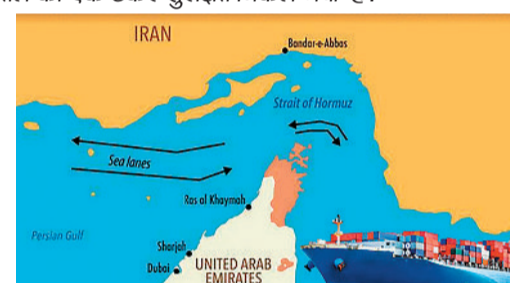 IRAN
Bandar-e-Abbas
Strait of Hormuz
Sea lanes
Ras al Khaymah
Persian Gulf
Sharjah
Dubai
UNITED ARAB
EMIRATES